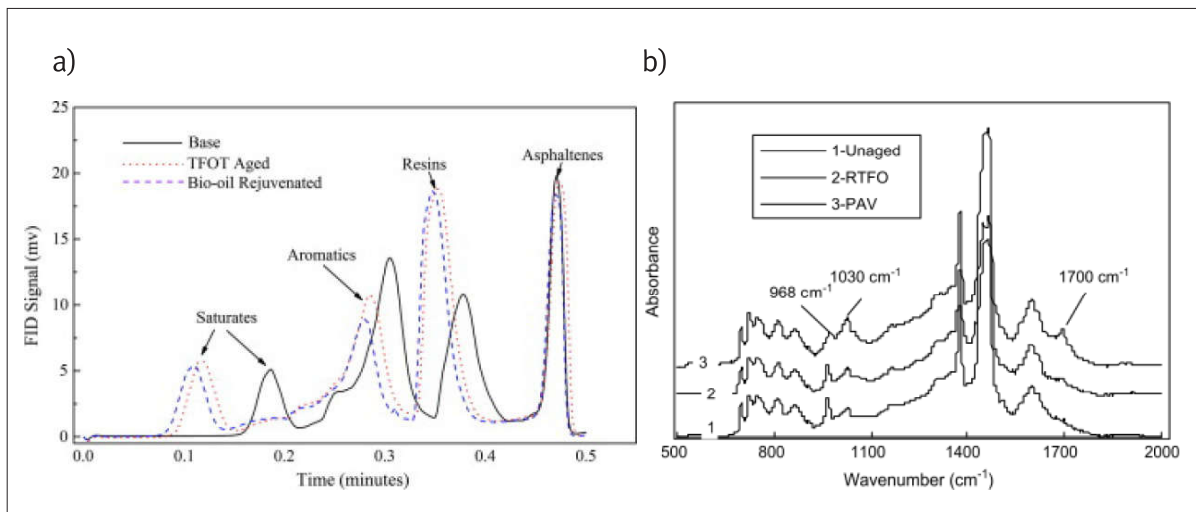 a)
25
20
15
10
5
0
FID Signal (mv)
Base
TFOT Aged
Bio-oil Rejuvenated
Saturates
Aromatics
Resins
Asphaltenes
0.0 0.1 0.2 0.3 0.4 0.5
Time (minutes)
b)
Absorbance
1-Unaged
2-RTFO
3-PAV
968 cm⁻¹
1030 cm⁻¹
1700 cm⁻¹
3
2
1
500 800 1100 1400 1700 2000
Wavenumber (cm⁻¹)